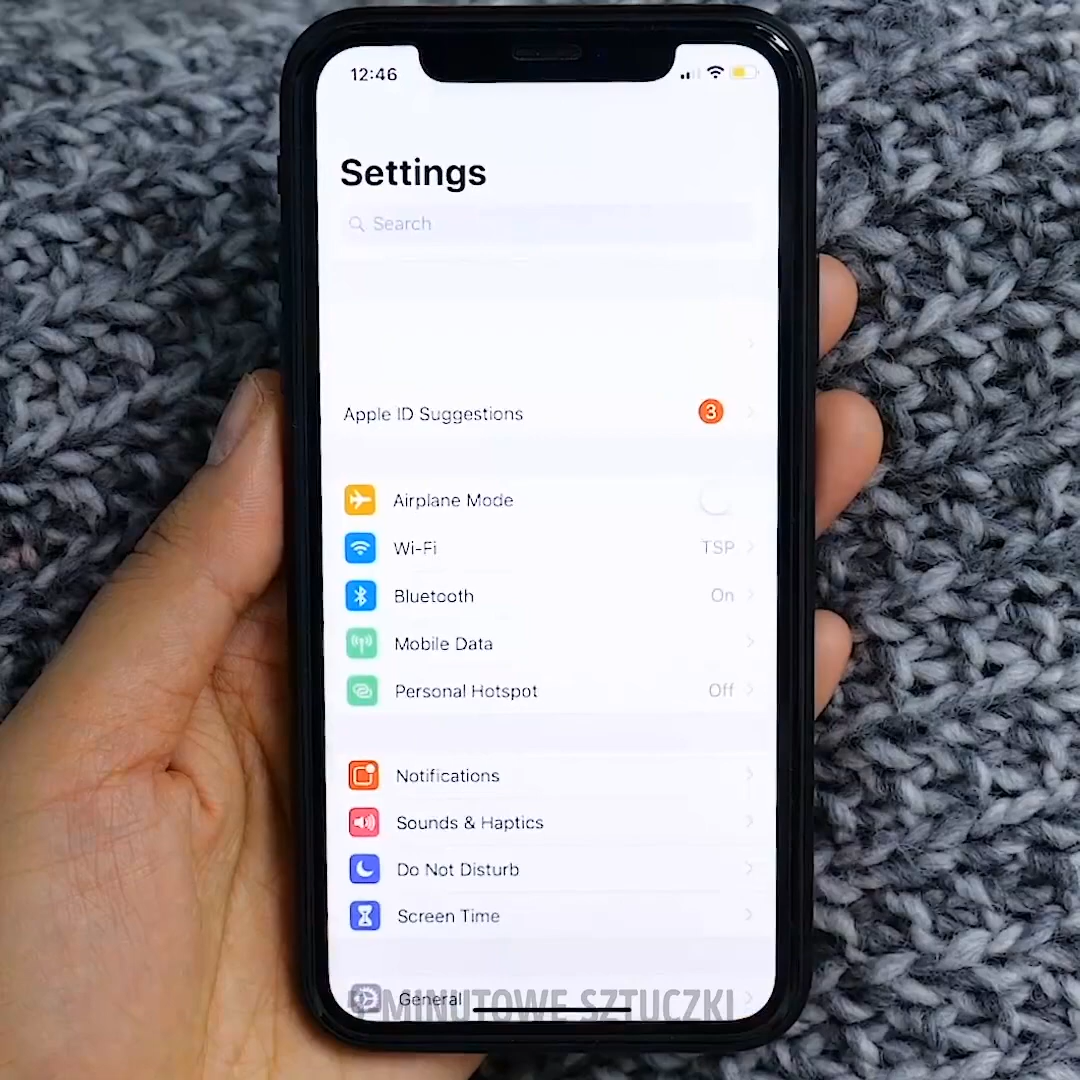 12:46
Settings
Search
Apple ID Suggestions 3
Airplane Mode
Wi-Fi TSP
Bluetooth On
Mobile Data
Personal Hotspot Off
Notifications
Sounds & Haptics
Do Not Disturb
Screen Time
General
MINUTOWE SZTUCZKI